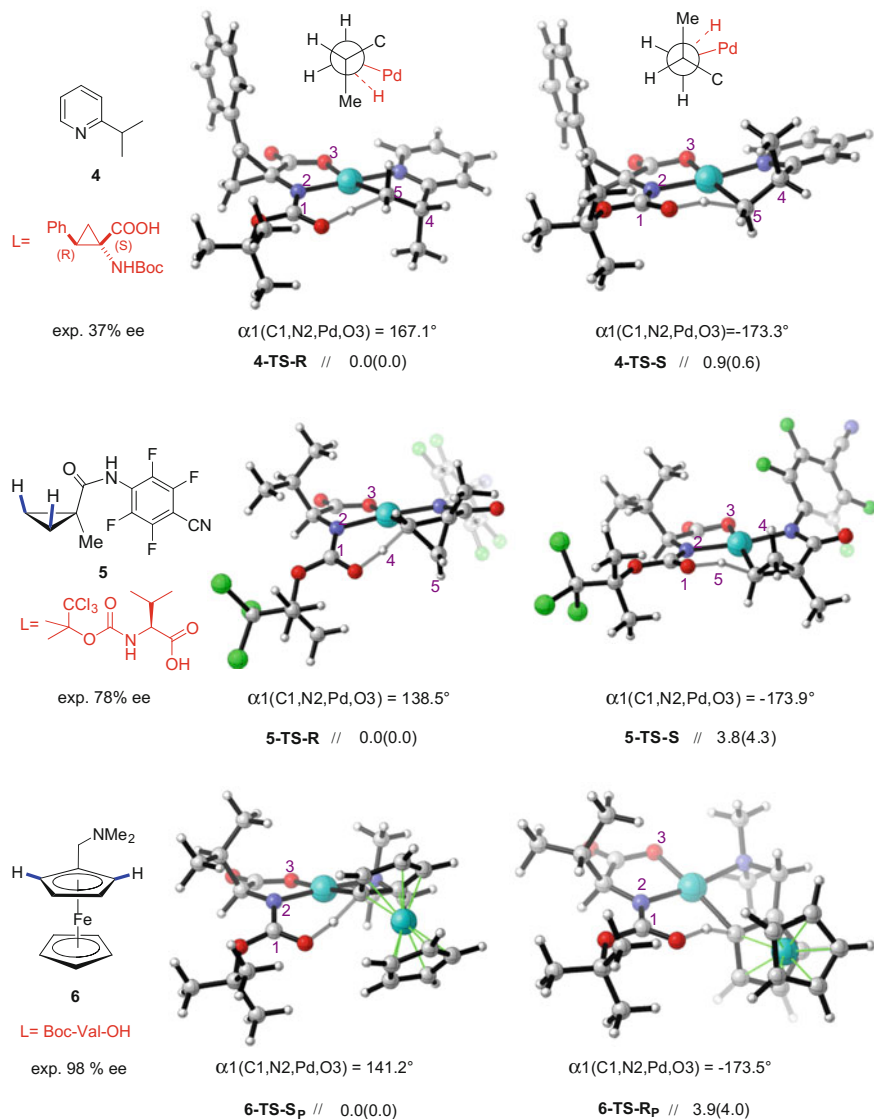 H
H
H
C
Pd
H
Me
Me
H
H
H
Pd
C
H
N
4
3
2
1
5
4
3
2
1
4
5
L=
Ph
COOH
(R)
(S)
NHBoc
exp. 37% ee
α1(C1,N2,Pd,O3) = 167.1°
α1(C1,N2,Pd,O3)=-173.3°
4-TS-R // 0.0(0.0)
4-TS-S // 0.9(0.6)
H
H
O
H
N
F
F
F
F
CN
Me
5
3
2
1
4
5
3
4
2
1
5
L=
CCl3
O
O
N
H
O
OH
exp. 78% ee
α1(C1,N2,Pd,O3) = 138.5°
α1(C1,N2,Pd,O3) = -173.9°
5-TS-R // 0.0(0.0)
5-TS-S // 3.8(4.3)
NMe2
H
H
Fe
6
3
2
1
3
2
1
L= Boc-Val-OH
exp. 98 % ee
α1(C1,N2,Pd,O3) = 141.2°
α1(C1,N2,Pd,O3) = -173.5°
6-TS-SP // 0.0(0.0)
6-TS-RP // 3.9(4.0)